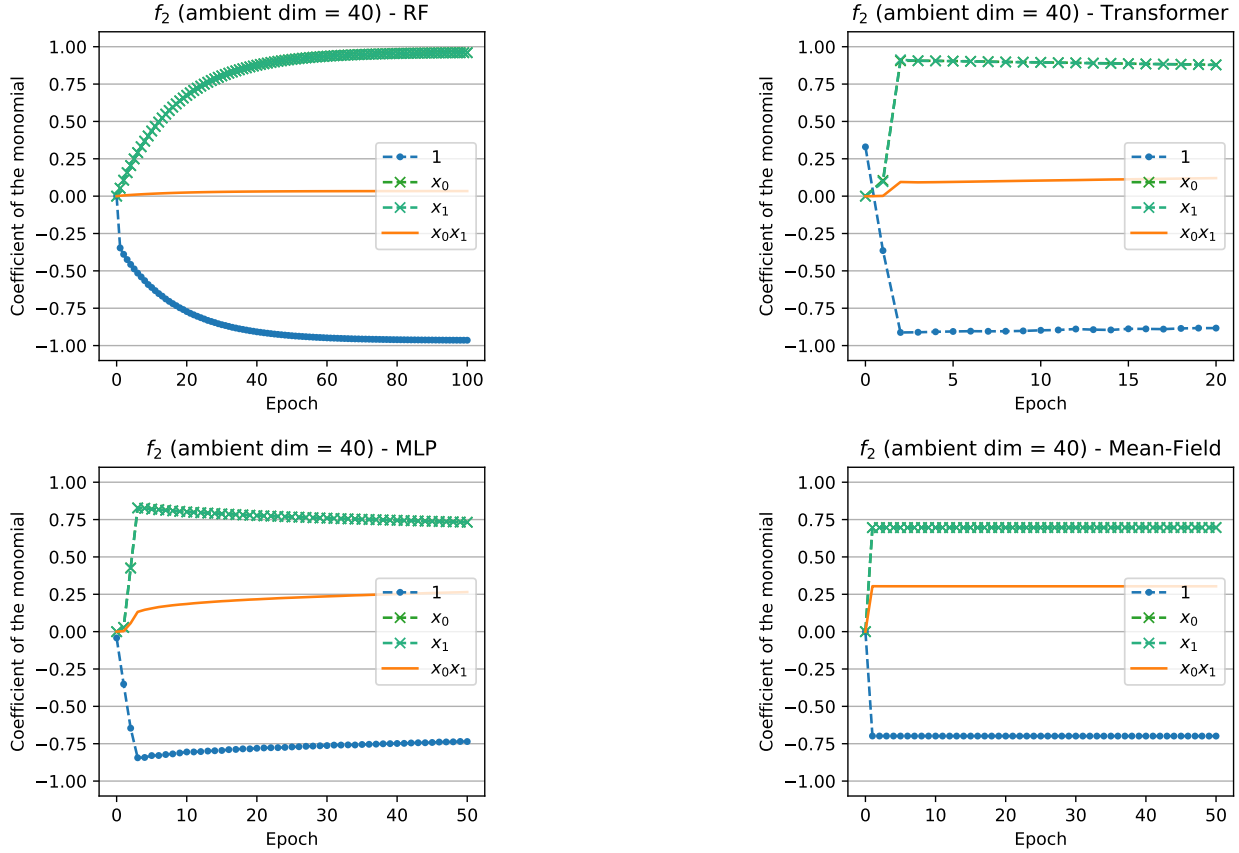 f₂ (ambient dim = 40) - RF
Coefficient of the monomial
1.00
0.75
0.50
0.25
0.00
−0.25
−0.50
−0.75
−1.00
1
x₀
x₁
x₀x₁
0 20 40 60 80 100
Epoch
f₂ (ambient dim = 40) - Transformer
Coefficient of the monomial
1.00
0.75
0.50
0.25
0.00
−0.25
−0.50
−0.75
−1.00
1
x₀
x₁
x₀x₁
0 5 10 15 20
Epoch
f₂ (ambient dim = 40) - MLP
Coefficient of the monomial
1.00
0.75
0.50
0.25
0.00
−0.25
−0.50
−0.75
−1.00
1
x₀
x₁
x₀x₁
0 10 20 30 40 50
Epoch
f₂ (ambient dim = 40) - Mean-Field
Coefficient of the monomial
1.00
0.75
0.50
0.25
0.00
−0.25
−0.50
−0.75
−1.00
1
x₀
x₁
x₀x₁
0 10 20 30 40 50
Epoch